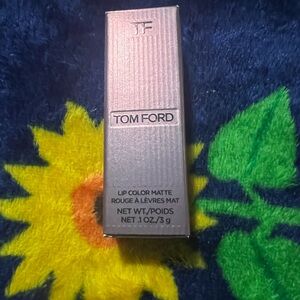 TF
TOM FORD
LIP COLOR MATTE
ROUGE À LÈVRES MAT
NET WT./POIDS
NET .1 OZ./3 g